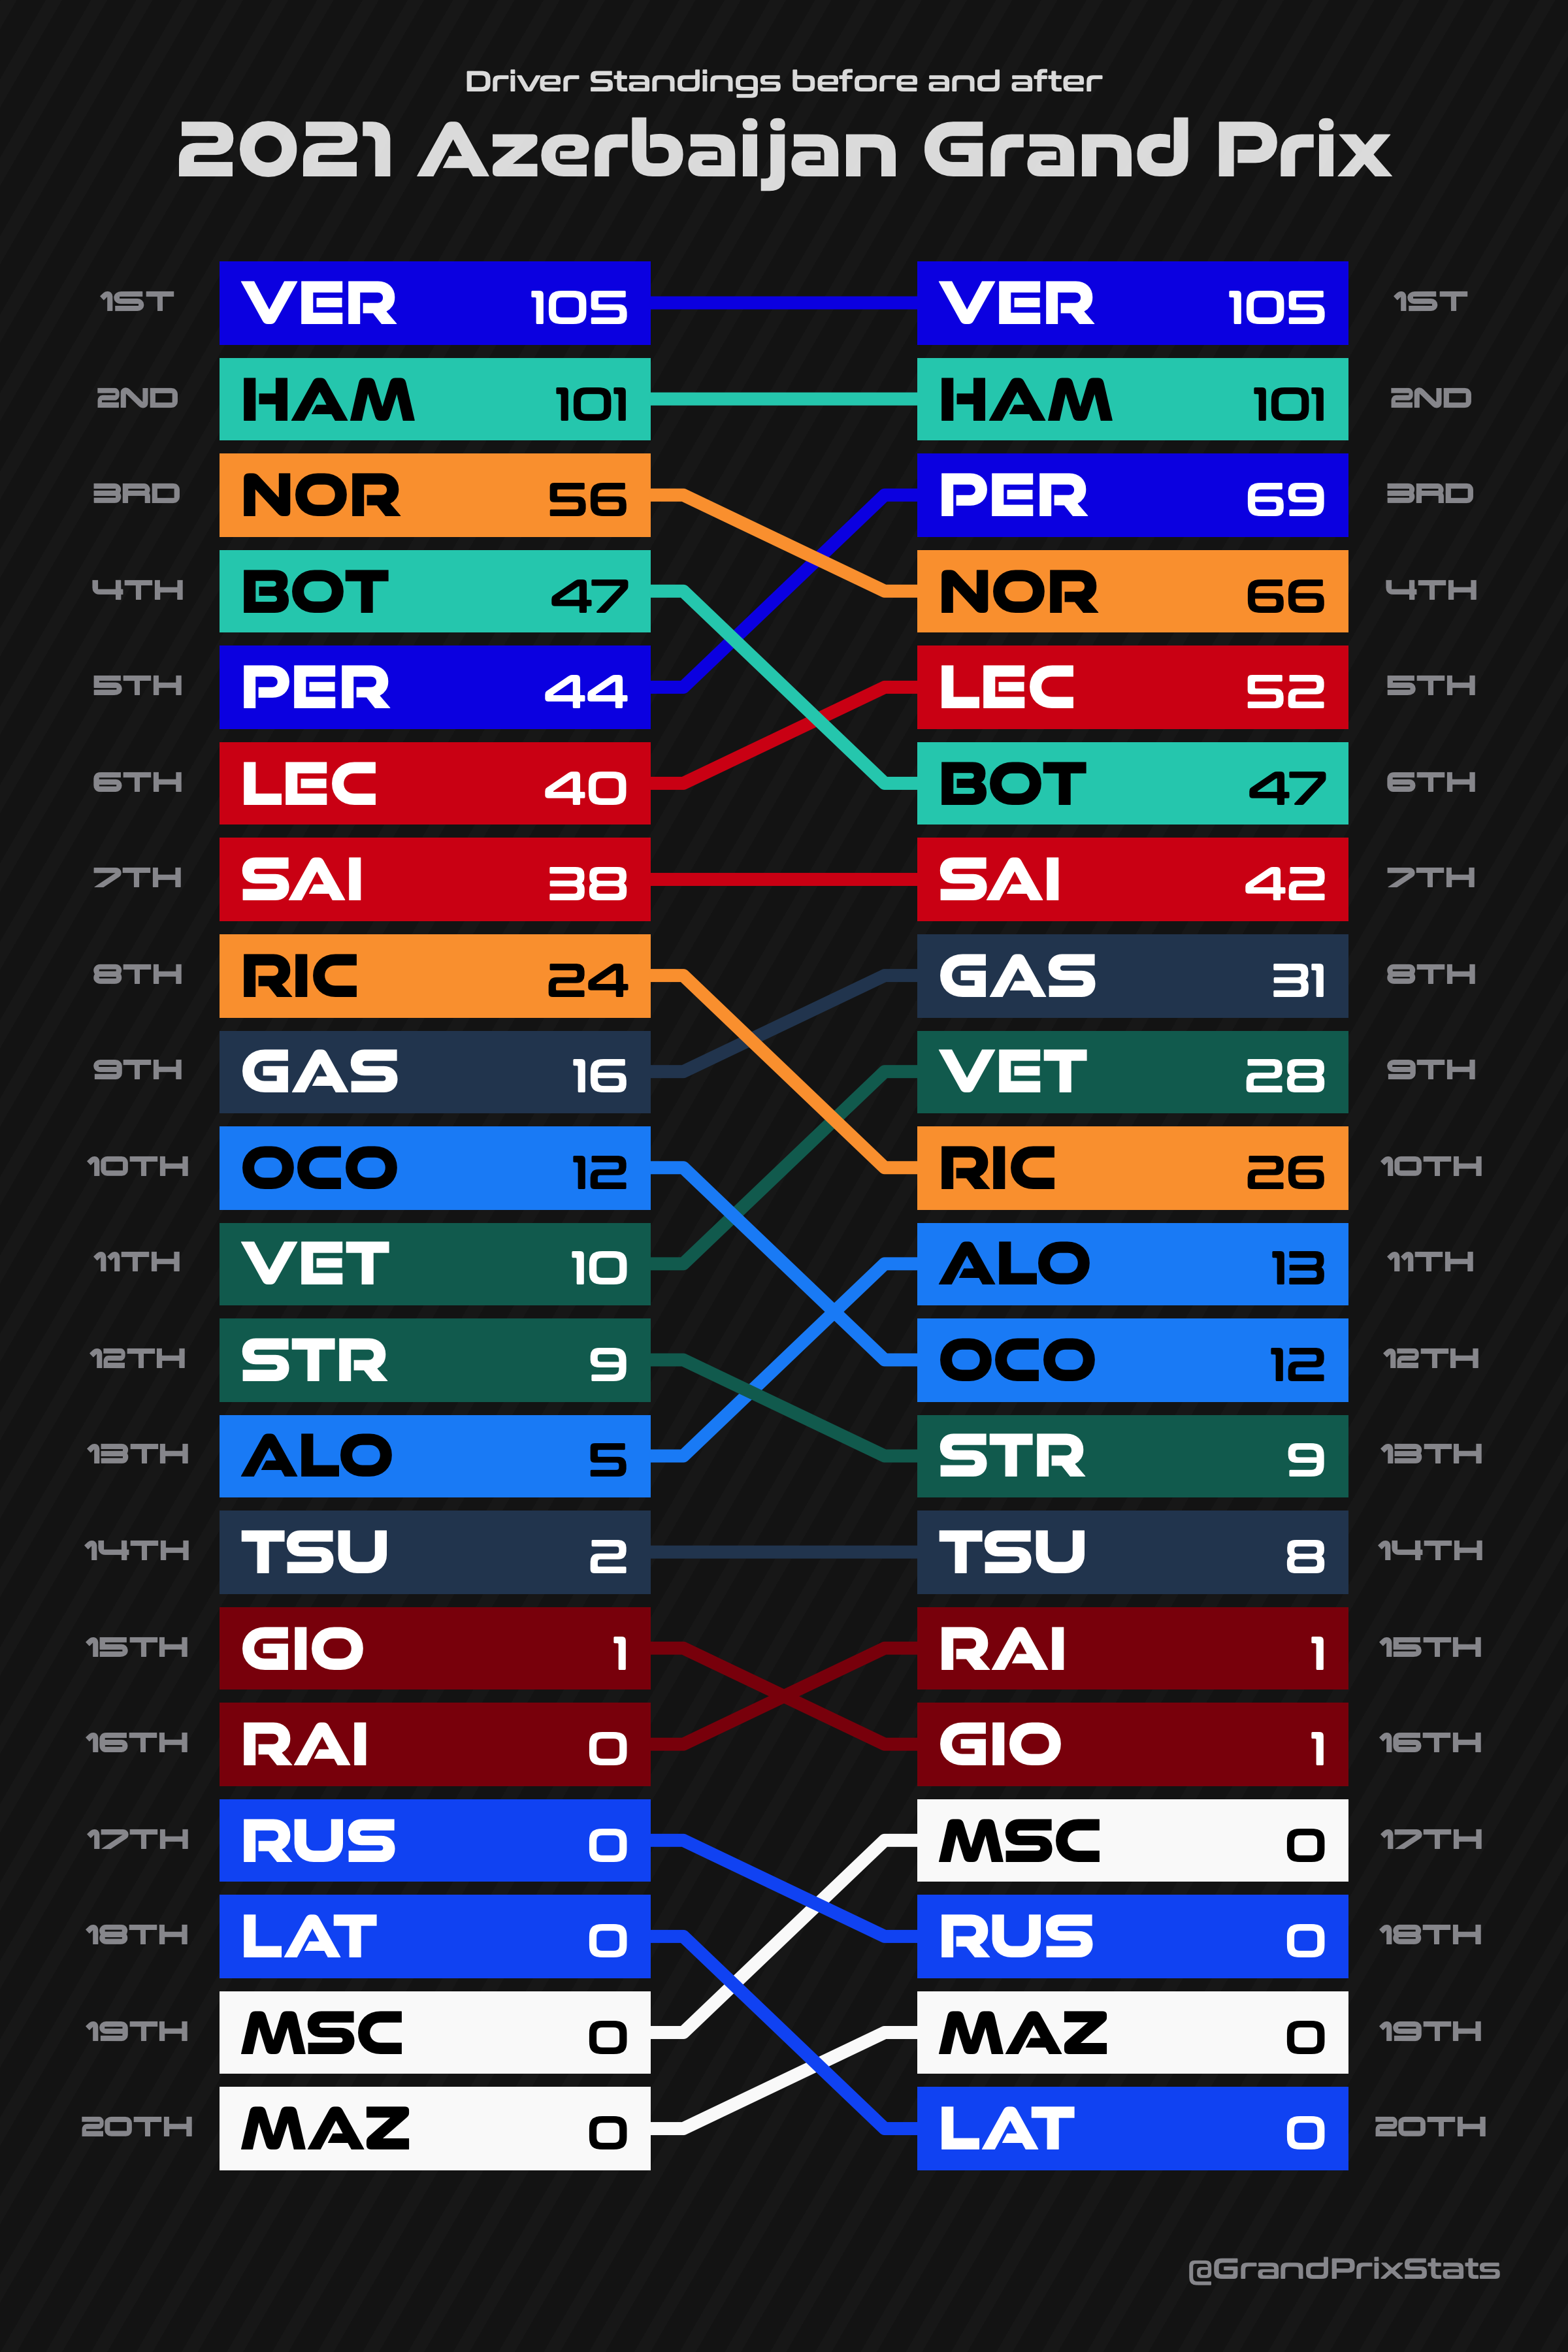 Driver Standings before and after
2021 Azerbaijan Grand Prix
1ST VER 105 VER 105 1ST
2ND HAM 101 HAM 101 2ND
3RD NOR 56 PER 69 3RD
4TH BOT 47 NOR 66 4TH
5TH PER 44 LEC 52 5TH
6TH LEC 40 BOT 47 6TH
7TH SAI 38 SAI 42 7TH
8TH RIC 24 GAS 31 8TH
9TH GAS 16 VET 28 9TH
10TH OCO 12 RIC 26 10TH
11TH VET 10 ALO 13 11TH
12TH STR 9 OCO 12 12TH
13TH ALO 5 STR 9 13TH
14TH TSU 2 TSU 8 14TH
15TH GIO 1 RAI 1 15TH
16TH RAI 0 GIO 1 16TH
17TH RUS 0 MSC 0 17TH
18TH LAT 0 RUS 0 18TH
19TH MSC 0 MAZ 0 19TH
20TH MAZ 0 LAT 0 20TH
@GrandPrixStats